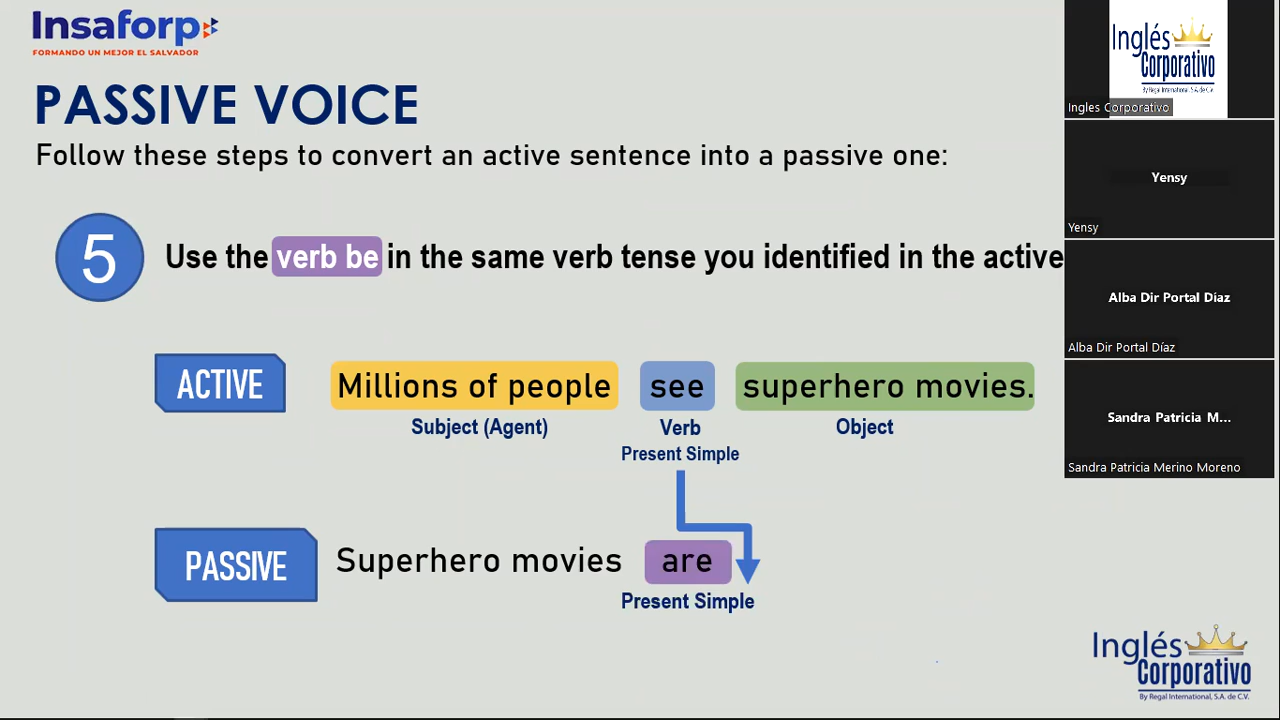 Insaforp
FORMANDO UN MEJOR EL SALVADOR
PASSIVE VOICE
Follow these steps to convert an active sentence into a passive one:
5 Use the verb be in the same verb tense you identified in the active
ACTIVE Millions of people see superhero movies.
Subject (Agent) Verb Object
Present Simple
PASSIVE Superhero movies are
Present Simple
Inglés
Corporativo
By Regal International, S.A. de C.V.
Ingles Corporativo
Yensy
Yensy
Alba Dir Portal Díaz
Alba Dir Portal Díaz
Sandra Patricia M...
Sandra Patricia Merino Moreno
Inglés
Corporativo
By Regal International, S.A. de C.V.